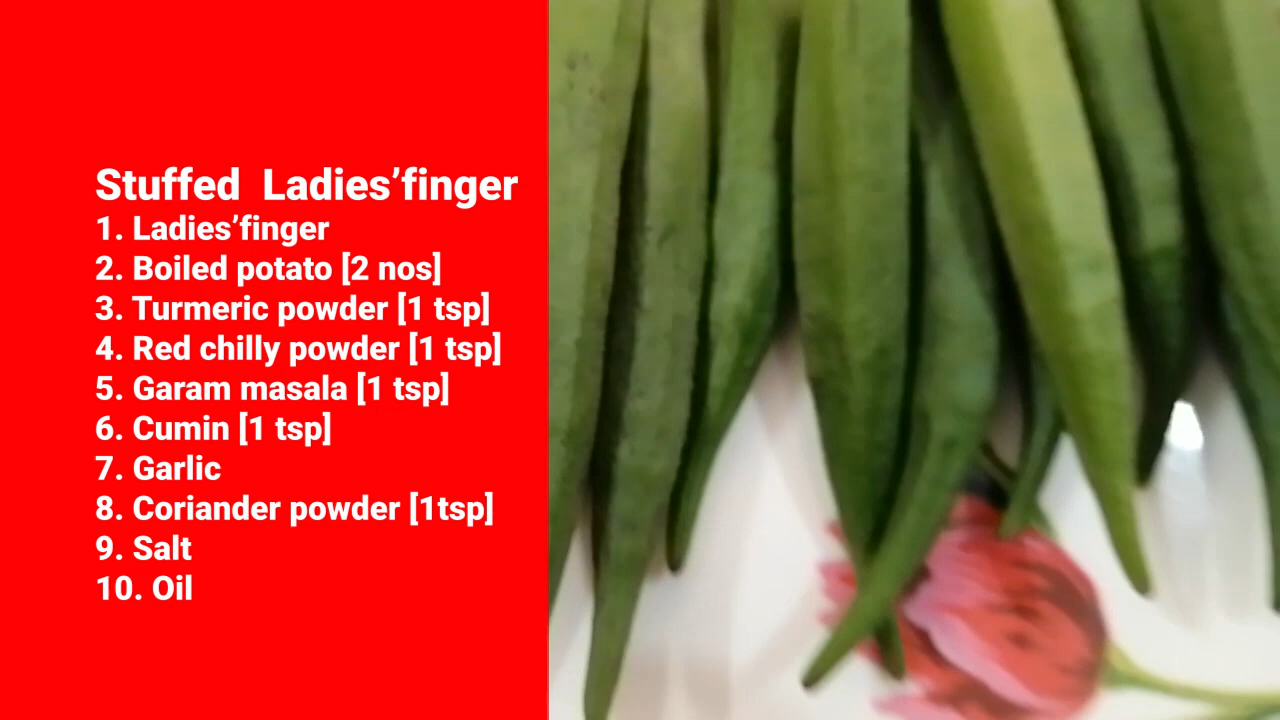 Stuffed  Ladies’finger
1. Ladies’finger
2. Boiled potato [2 nos]
3. Turmeric powder [1 tsp]
4. Red chilly powder [1 tsp]
5. Garam masala [1 tsp]
6. Cumin [1 tsp]
7. Garlic
8. Coriander powder [1tsp]
9. Salt
10. Oil